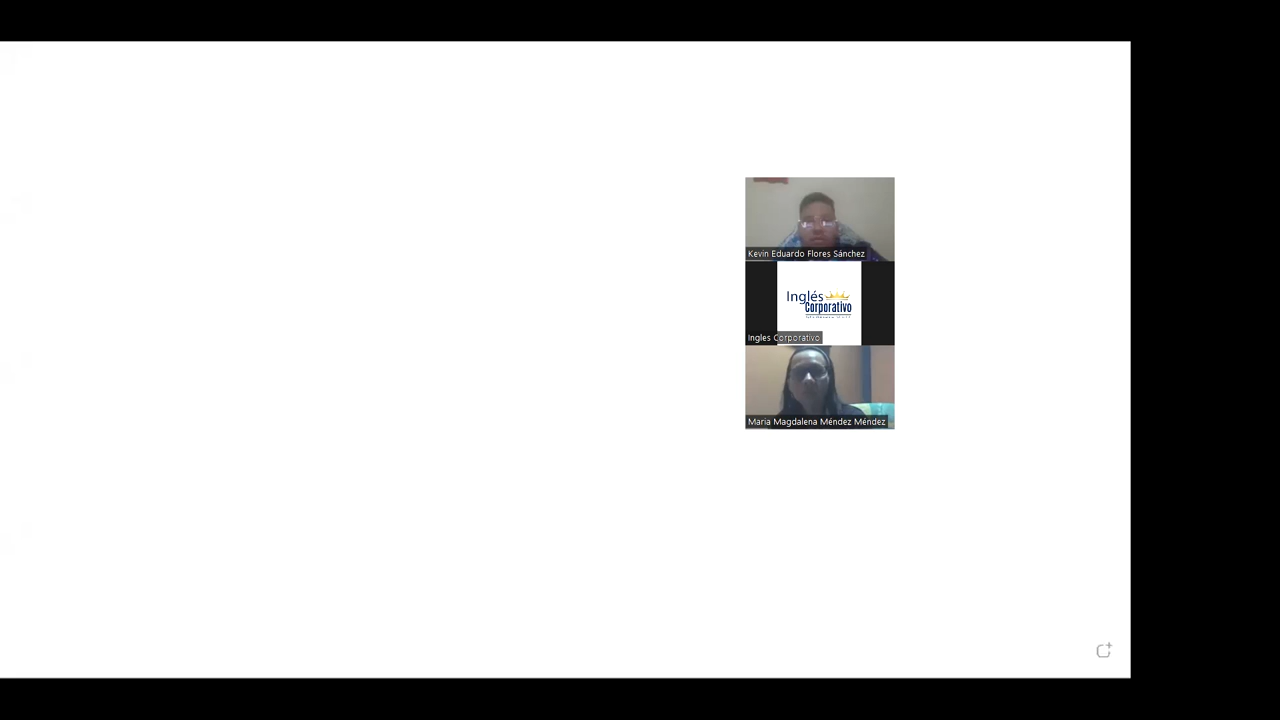 Kevin Eduardo Flores Sánchez
Inglés
Corporativo
Ingles Corporativo
Maria Magdalena Méndez Méndez